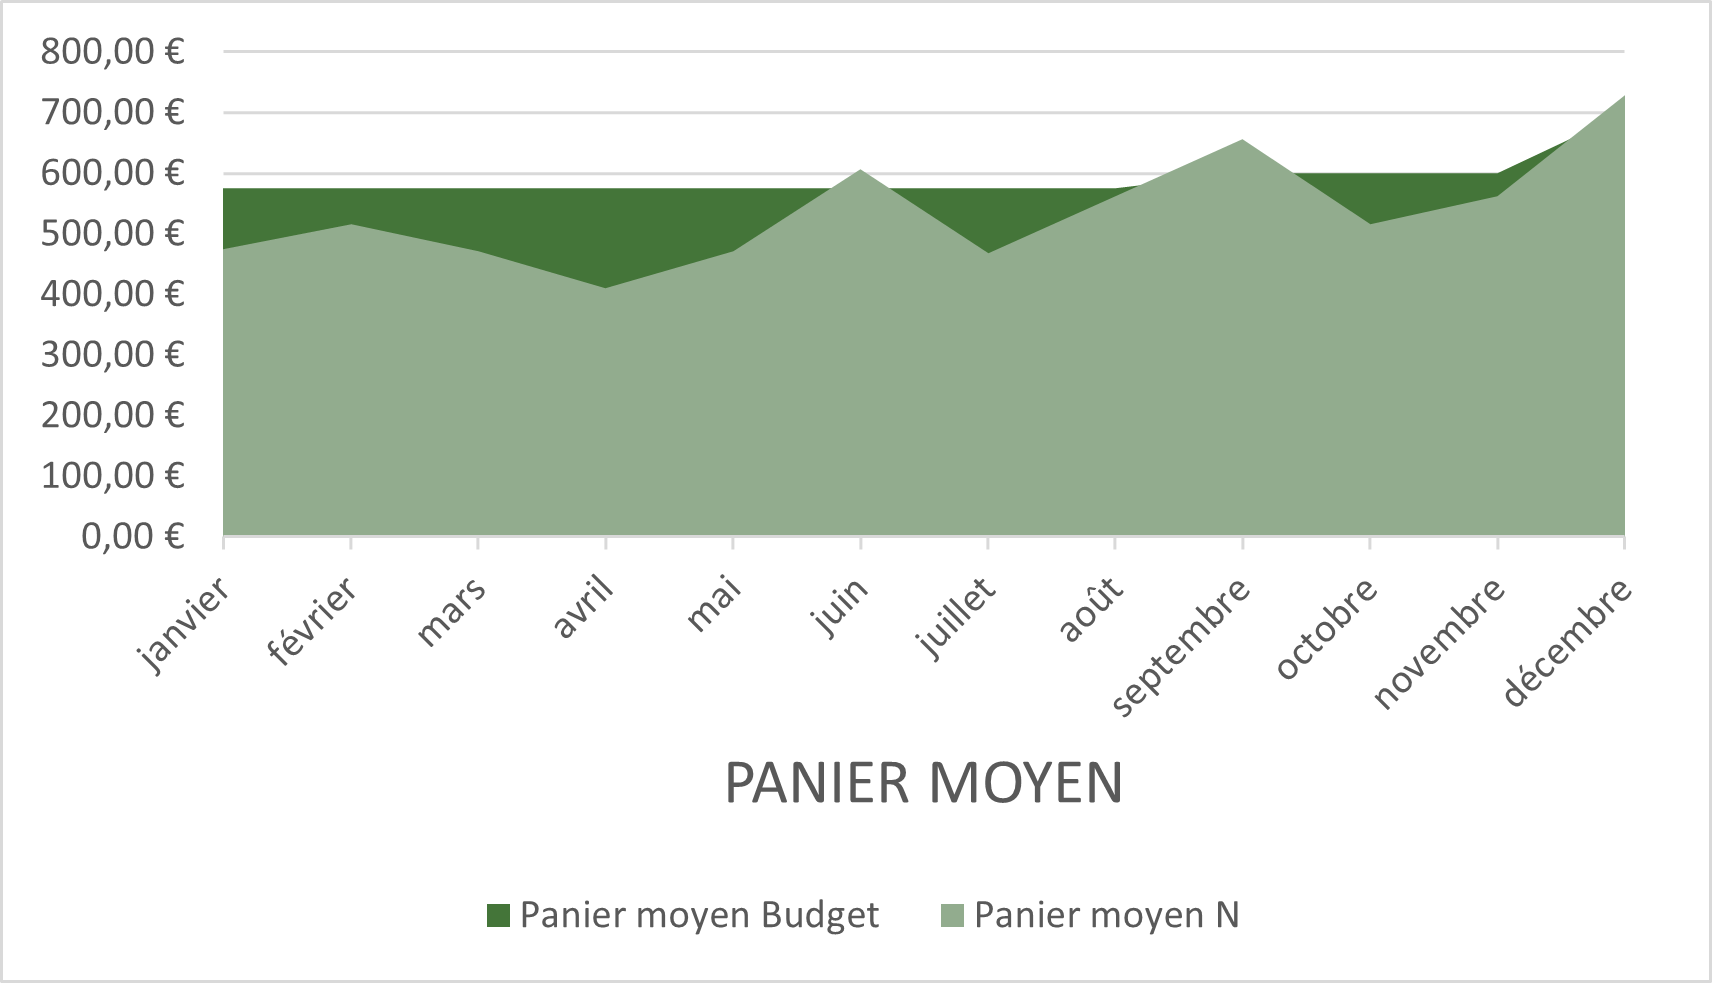 800,00 €
700,00 €
600,00 €
500,00 €
400,00 €
300,00 €
200,00 €
100,00 €
0,00 €
janvier
février
mars
avril
mai
juin
juillet
août
septembre
octobre
novembre
décembre
PANIER MOYEN
Panier moyen Budget
Panier moyen N